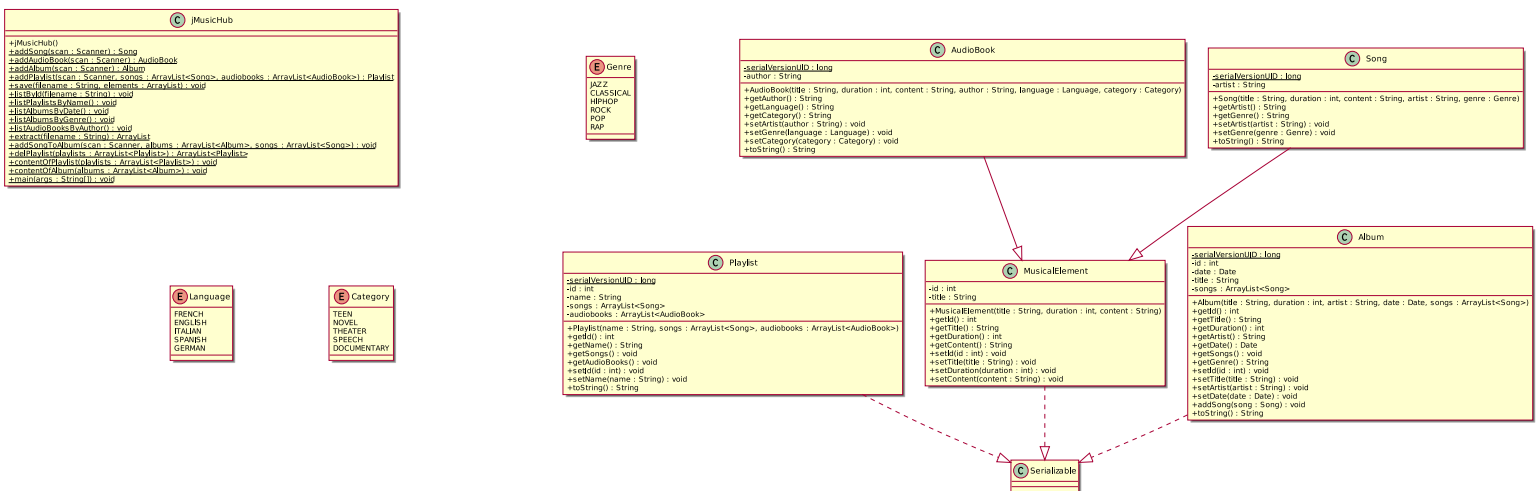 C jMusicHub
+jMusicHub()
+addSong(scan : Scanner) : Song
+addAudioBook(scan : Scanner) : AudioBook
+addAlbum(scan : Scanner) : Album
+addPlaylist(scan : Scanner, songs : ArrayList<Song>, audiobooks : ArrayList<AudioBook>) : Playlist
+save(filename : String, elements : ArrayList) : void
+listById(filename : String) : void
+listPlaylistsByName() : void
+listAlbumsByDate() : void
+listAlbumsByGenre() : void
+listAudioBooksByAuthor() : void
+extract(filename : String) : ArrayList
+addSongToAlbum(scan : Scanner, albums : ArrayList<Album>, songs : ArrayList<Song>) : void
+delPlaylist(playlists : ArrayList<Playlist>) : ArrayList<Playlist>
+contentOfPlaylist(playlists : ArrayList<Playlist>) : void
+contentOfAlbum(albums : ArrayList<Album>) : void
+main(args : String[]) : void
E Genre
JAZZ
CLASSICAL
HIPHOP
ROCK
POP
RAP
C AudioBook
-serialVersionUID : long
-author : String
+AudioBook(title : String, duration : int, content : String, author : String, language : Language, category : Category)
+getAuthor() : String
+getLanguage() : String
+getCategory() : String
+setArtist(author : String) : void
+setGenre(language : Language) : void
+setCategory(category : Category) : void
+toString() : String
C Song
-serialVersionUID : long
-artist : String
+Song(title : String, duration : int, content : String, artist : String, genre : Genre)
+getArtist() : String
+getGenre() : String
+setArtist(artist : String) : void
+setGenre(genre : Genre) : void
+toString() : String
E Language
FRENCH
ENGLISH
ITALIAN
SPANISH
GERMAN
E Category
TEEN
NOVEL
THEATER
SPEECH
DOCUMENTARY
C Playlist
-serialVersionUID : long
-id : int
-name : String
-songs : ArrayList<Song>
-audiobooks : ArrayList<AudioBook>
+Playlist(name : String, songs : ArrayList<Song>, audiobooks : ArrayList<AudioBook>)
+getId() : int
+getName() : String
+getSongs() : void
+getAudioBooks() : void
+setId(id : int) : void
+setName(name : String) : void
+toString() : String
C MusicalElement
-id : int
-title : String
+MusicalElement(title : String, duration : int, content : String)
+getId() : int
+getTitle() : String
+getDuration() : int
+getContent() : String
+setId(id : int) : void
+setTitle(title : String) : void
+setDuration(duration : int) : void
+setContent(content : String) : void
C Album
-serialVersionUID : long
-id : int
-date : Date
-title : String
-songs : ArrayList<Song>
+Album(title : String, duration : int, artist : String, date : Date, songs : ArrayList<Song>)
+getId() : int
+getTitle() : String
+getDuration() : int
+getArtist() : String
+getDate() : Date
+getSongs() : void
+getGenre() : String
+setId(id : int) : void
+setTitle(title : String) : void
+setArtist(artist : String) : void
+setDate(date : Date) : void
+addSong(song : Song) : void
+toString() : String
C Serializable